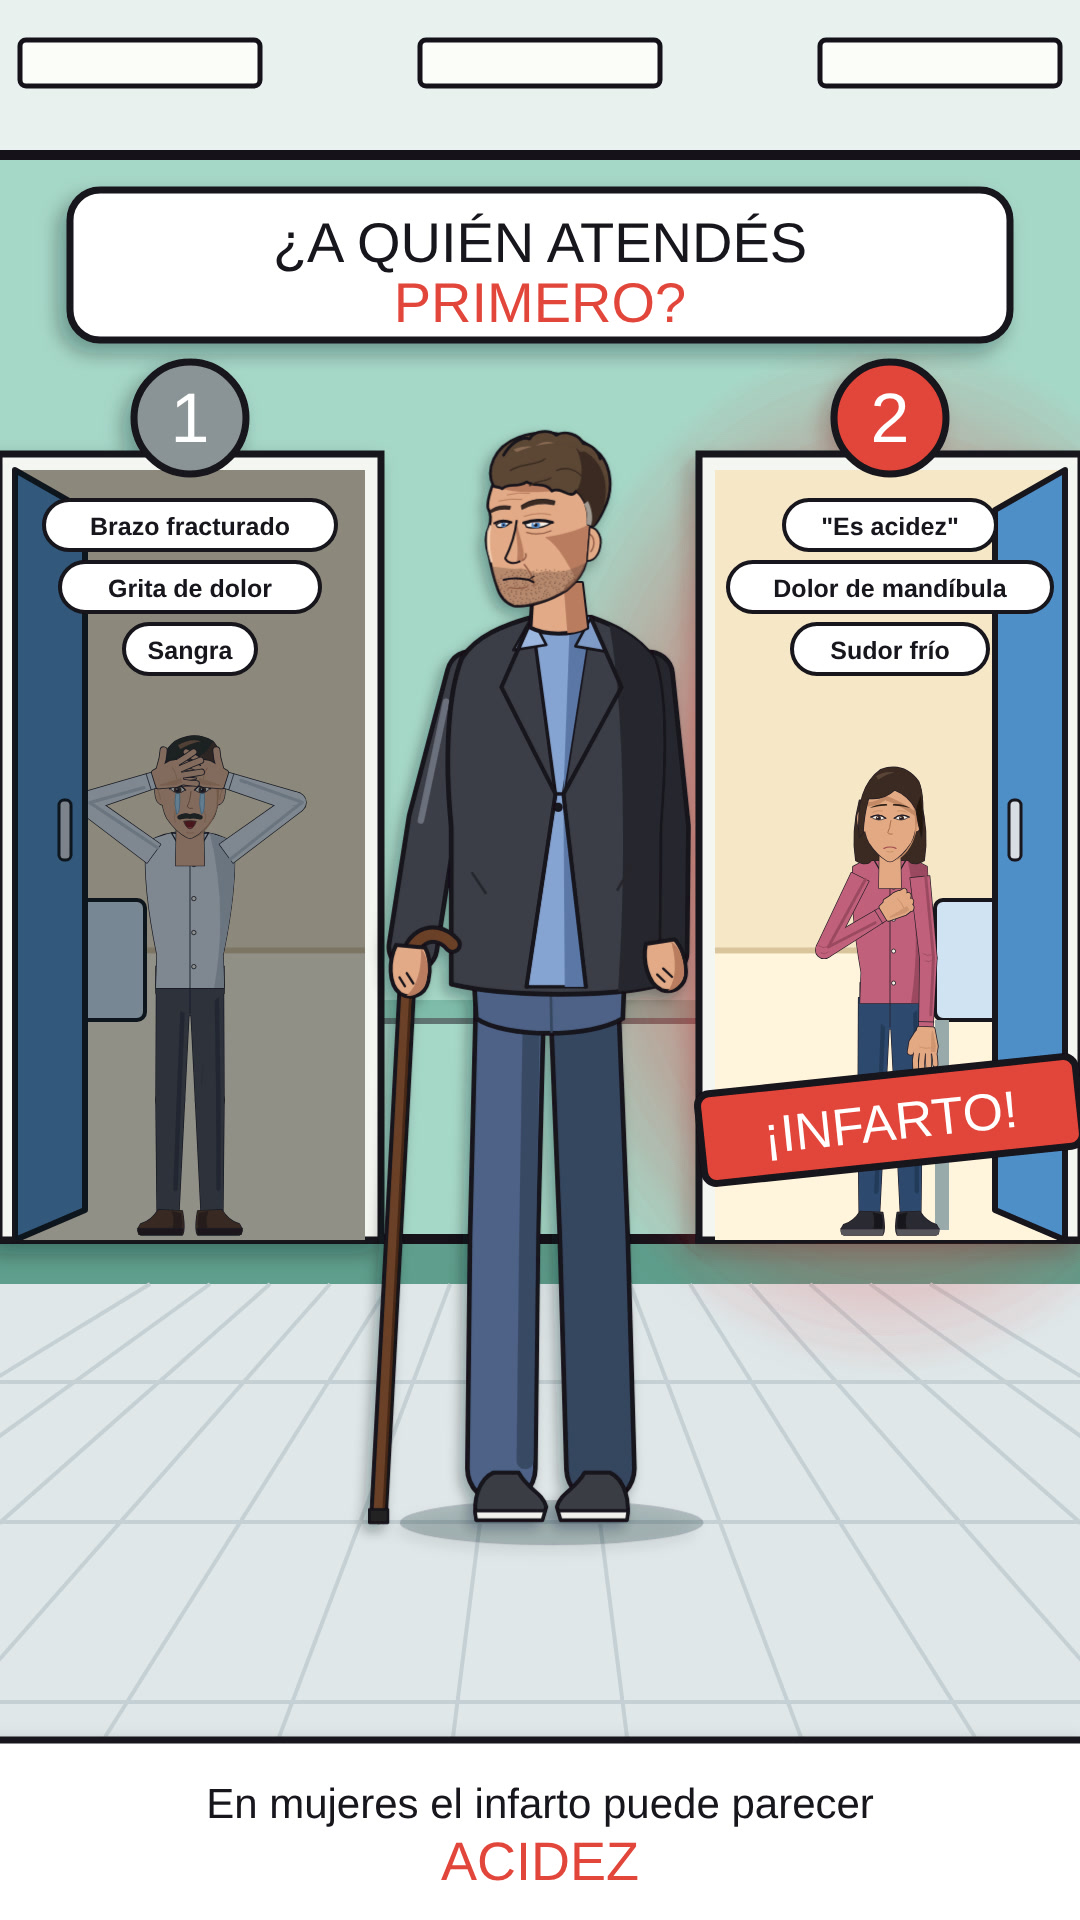 ¿A QUIÉN ATENDÉS
PRIMERO?
1
2
Brazo fracturado
Grita de dolor
Sangra
"Es acidez"
Dolor de mandíbula
Sudor frío
¡INFARTO!
En mujeres el infarto puede parecer
ACIDEZ